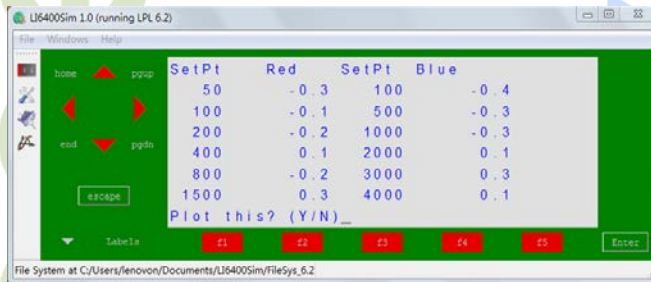 LI6400Sim 1.0 (running LPL 6.2)
File Windows Help
home pgup
end pgdn
escape
Labels
SetPt Red SetPt Blue
50 -0.3 100 -0.4
100 -0.1 500 -0.3
200 -0.2 1000 -0.3
400 0.1 2000 0.1
800 -0.2 3000 0.3
1500 0.3 4000 0.1
Plot this? (Y/N)_
f1 f2 f3 f4 f5 Enter
File System at C:/Users/lenovon/Documents/LI6400Sim/FileSys_6.2